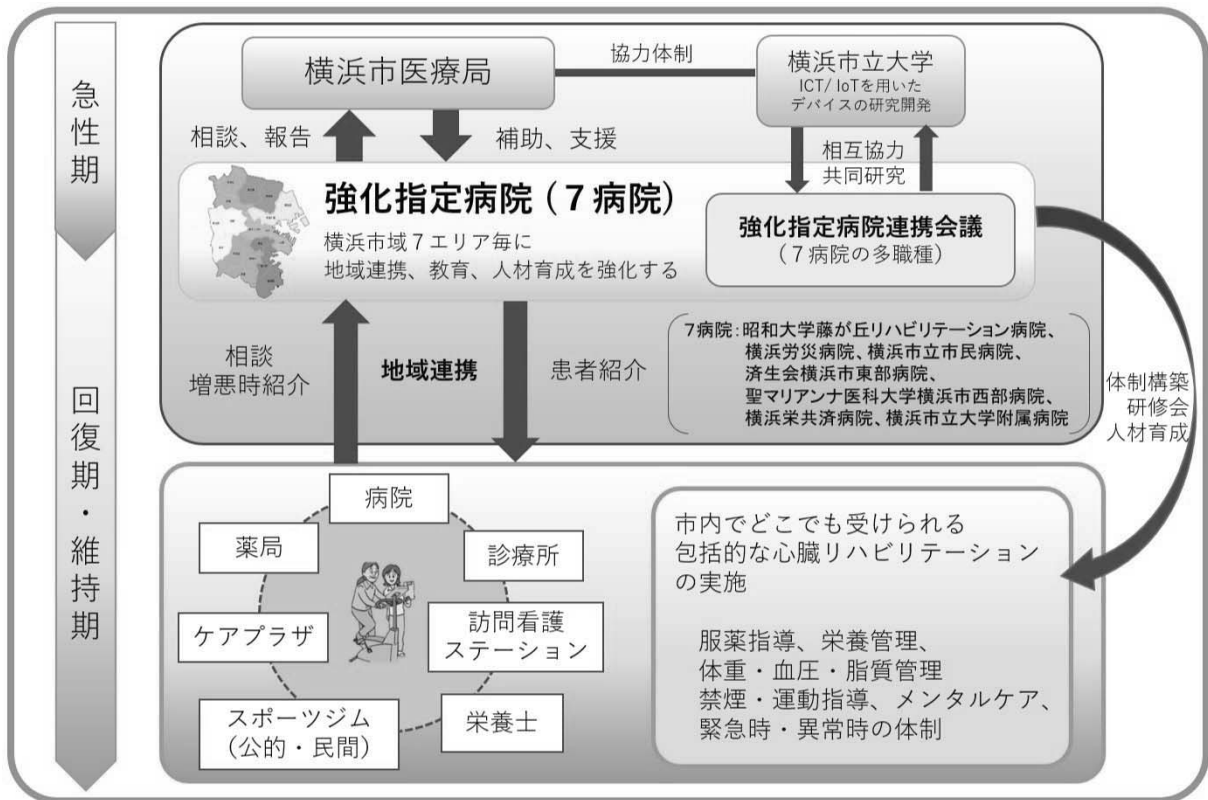 急性期
回復期・維持期
横浜市医療局
協力体制
横浜市立大学
ICT/ IoTを用いた
デバイスの研究開発
相談、報告
補助、支援
相互協力
共同研究
強化指定病院（７病院）
横浜市域７エリア毎に
地域連携、教育、人材育成を強化する
強化指定病院連携会議
（７病院の多職種）
相談
増悪時紹介
地域連携
患者紹介
７病院：昭和大学藤が丘リハビリテーション病院、
横浜労災病院、横浜市立市民病院、
済生会横浜市東部病院、
聖マリアンナ医科大学横浜市西部病院、
横浜栄共済病院、横浜市立大学附属病院
体制構築
研修会
人材育成
病院
薬局
診療所
ケアプラザ
訪問看護
ステーション
スポーツジム
（公的・民間）
栄養士
市内でどこでも受けられる
包括的な心臓リハビリテーション
の実施
服薬指導、栄養管理、
体重・血圧・脂質管理
禁煙・運動指導、メンタルケア、
緊急時・異常時の体制